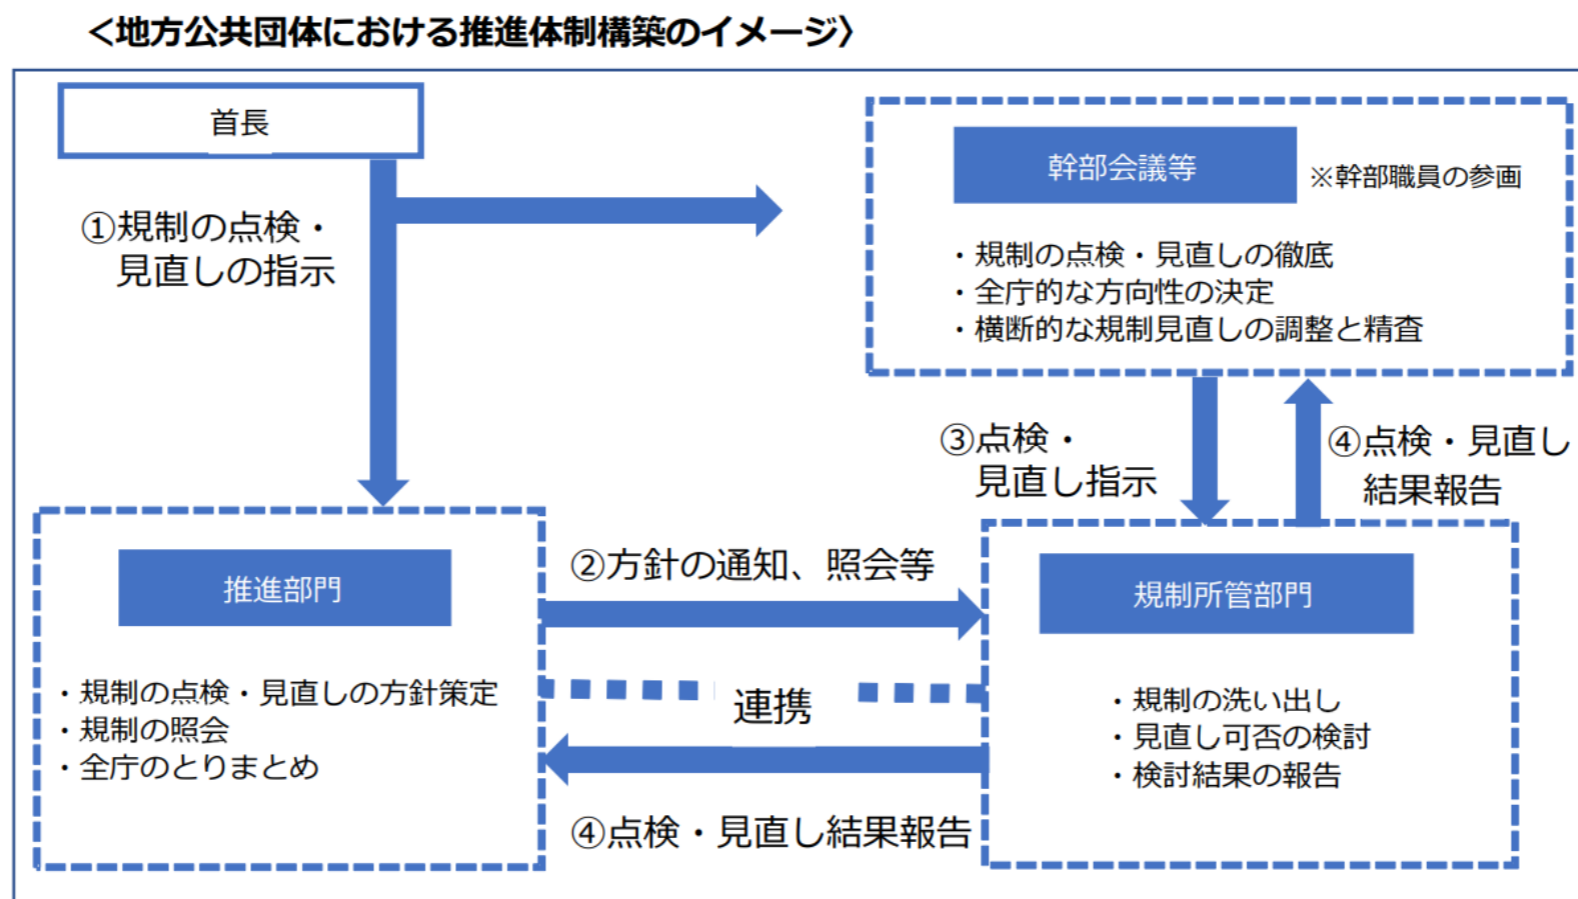 <地方公共団体における推進体制構築のイメージ>
首長
①規制の点検・
見直しの指示
幹部会議等
※幹部職員の参画
・規制の点検・見直しの徹底
・全庁的な方向性の決定
・横断的な規制見直しの調整と精査
③点検・
見直し指示
④点検・見直し
結果報告
推進部門
・規制の点検・見直しの方針策定
・規制の照会
・全庁のとりまとめ
②方針の通知、照会等
連携
④点検・見直し結果報告
規制所管部門
・規制の洗い出し
・見直し可否の検討
・検討結果の報告